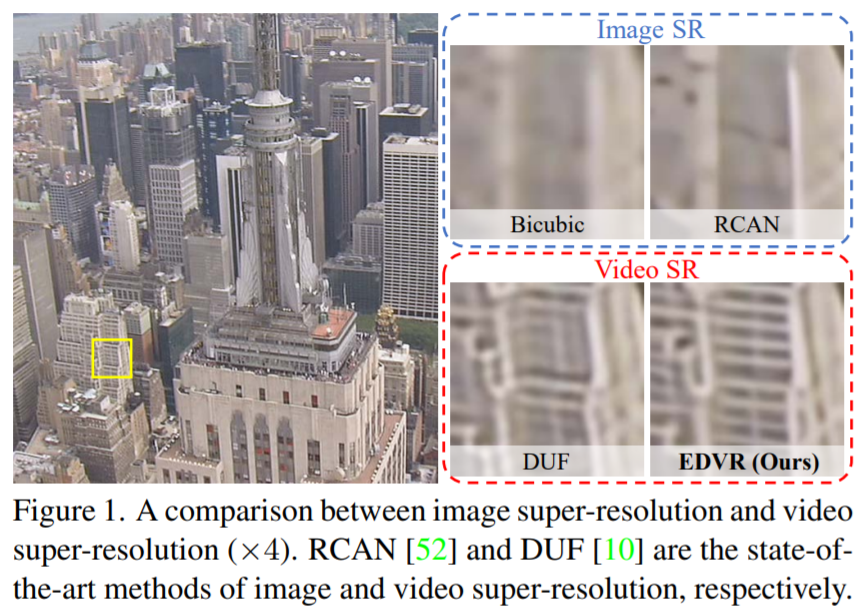 Image SR
Bicubic
RCAN
Video SR
DUF
EDVR (Ours)
Figure 1. A comparison between image super-resolution and video
super-resolution (×4). RCAN [52] and DUF [10] are the state-of-
the-art methods of image and video super-resolution, respectively.